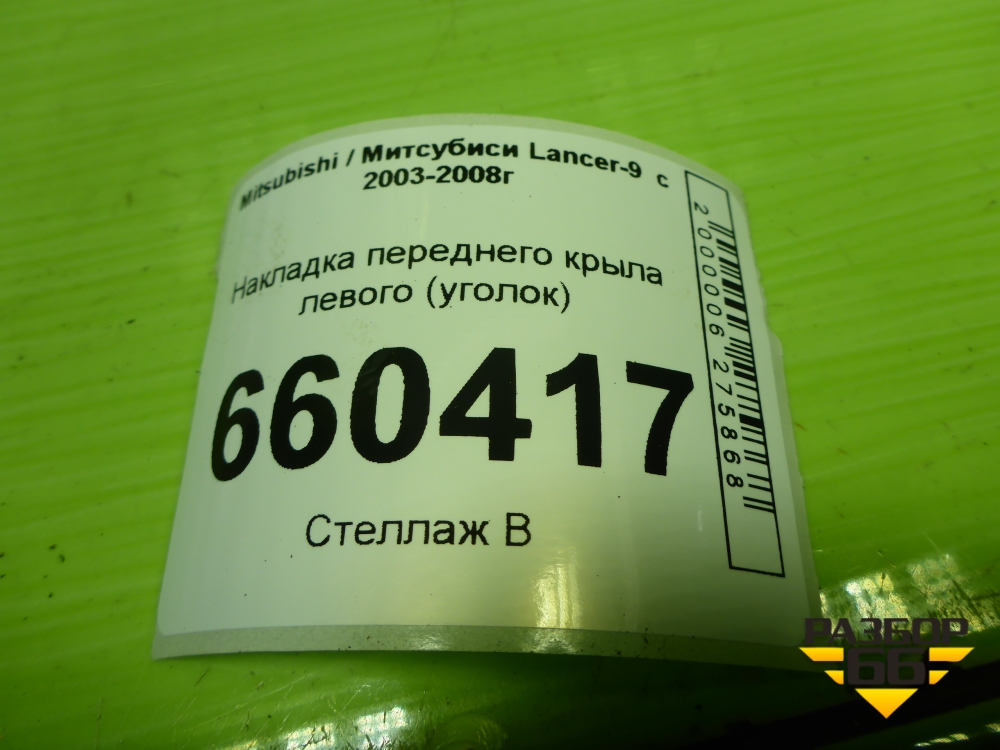 Mitsubishi / Митсубиси Lancer-9 с
2003-2008г
Накладка переднего крыла
левого (уголок)
660417
Стеллаж В
2000006275868
РАЗБОР
66